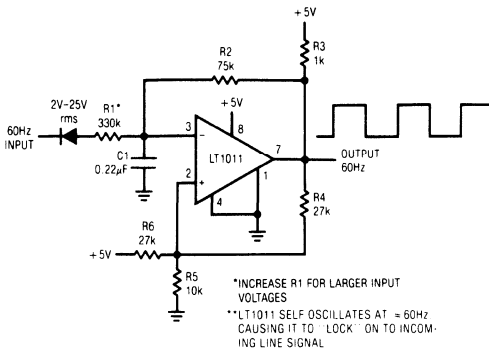 +5V
R3
1k
R2
75k
2V-25V
rms
R1*
330k
+5V
60Hz
INPUT
3
−
8
7
LT1011
OUTPUT
60Hz
C1
0.22µF
2
+
1
4
R4
27k
R6
27k
+5V
R5
10k
*INCREASE R1 FOR LARGER INPUT
VOLTAGES
**LT1011 SELF OSCILLATES AT ≈ 60Hz
CAUSING IT TO "LOCK" ON TO INCOM-
ING LINE SIGNAL